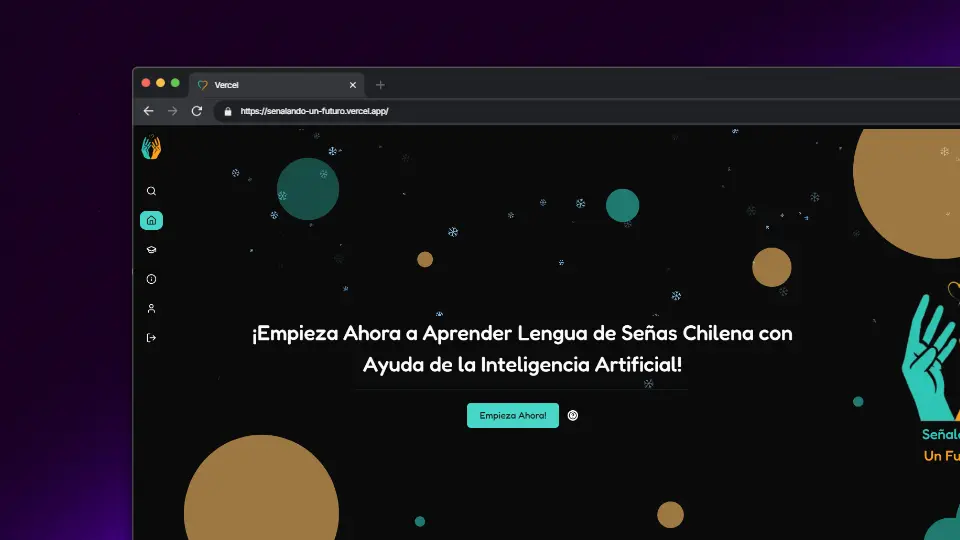 Vercel
https://senalando-un-futuro.vercel.app/
¡Empieza Ahora a Aprender Lengua de Señas Chilena con
Ayuda de la Inteligencia Artificial!
Empieza Ahora!
Señal
Un Fu